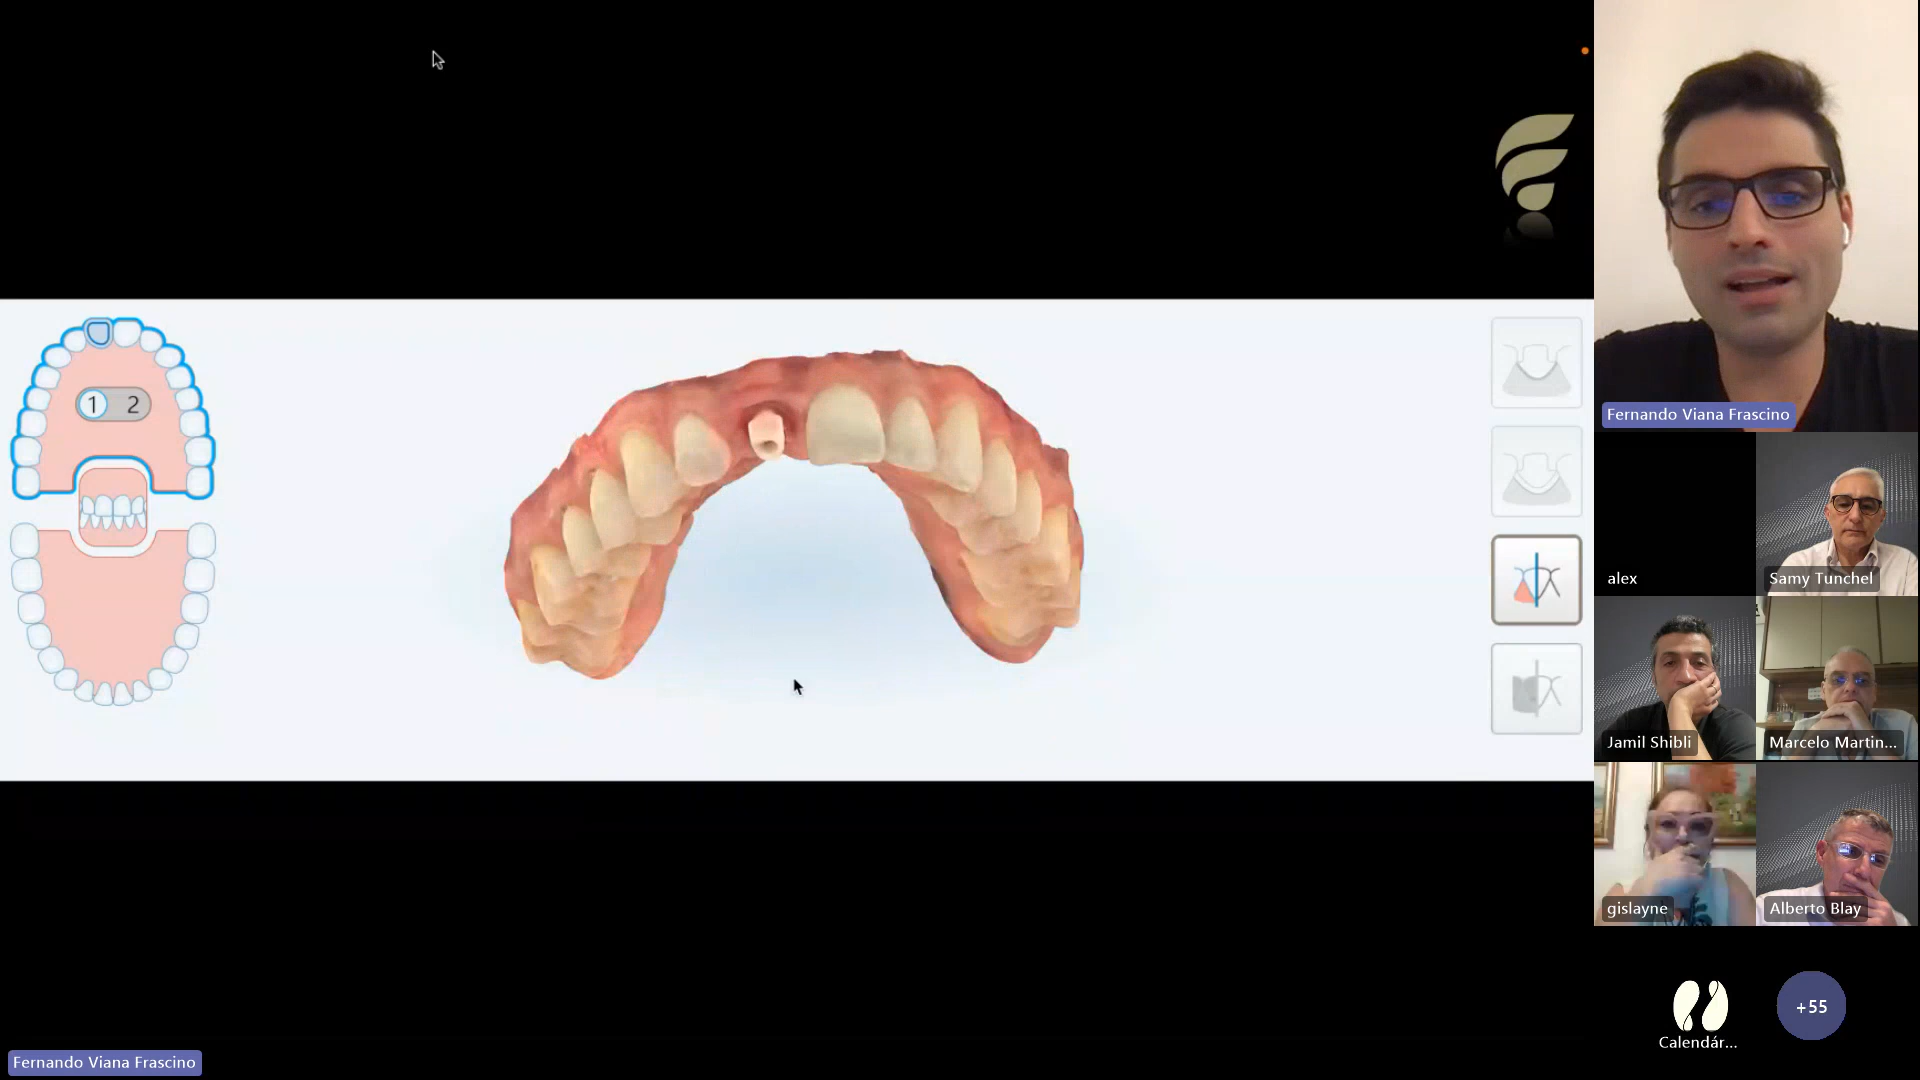 1 2
Fernando Viana Frascino
alex
Samy Tunchel
Jamil Shibli
Marcelo Martin...
gislayne
Alberto Blay
Calendár...
+55
Fernando Viana Frascino